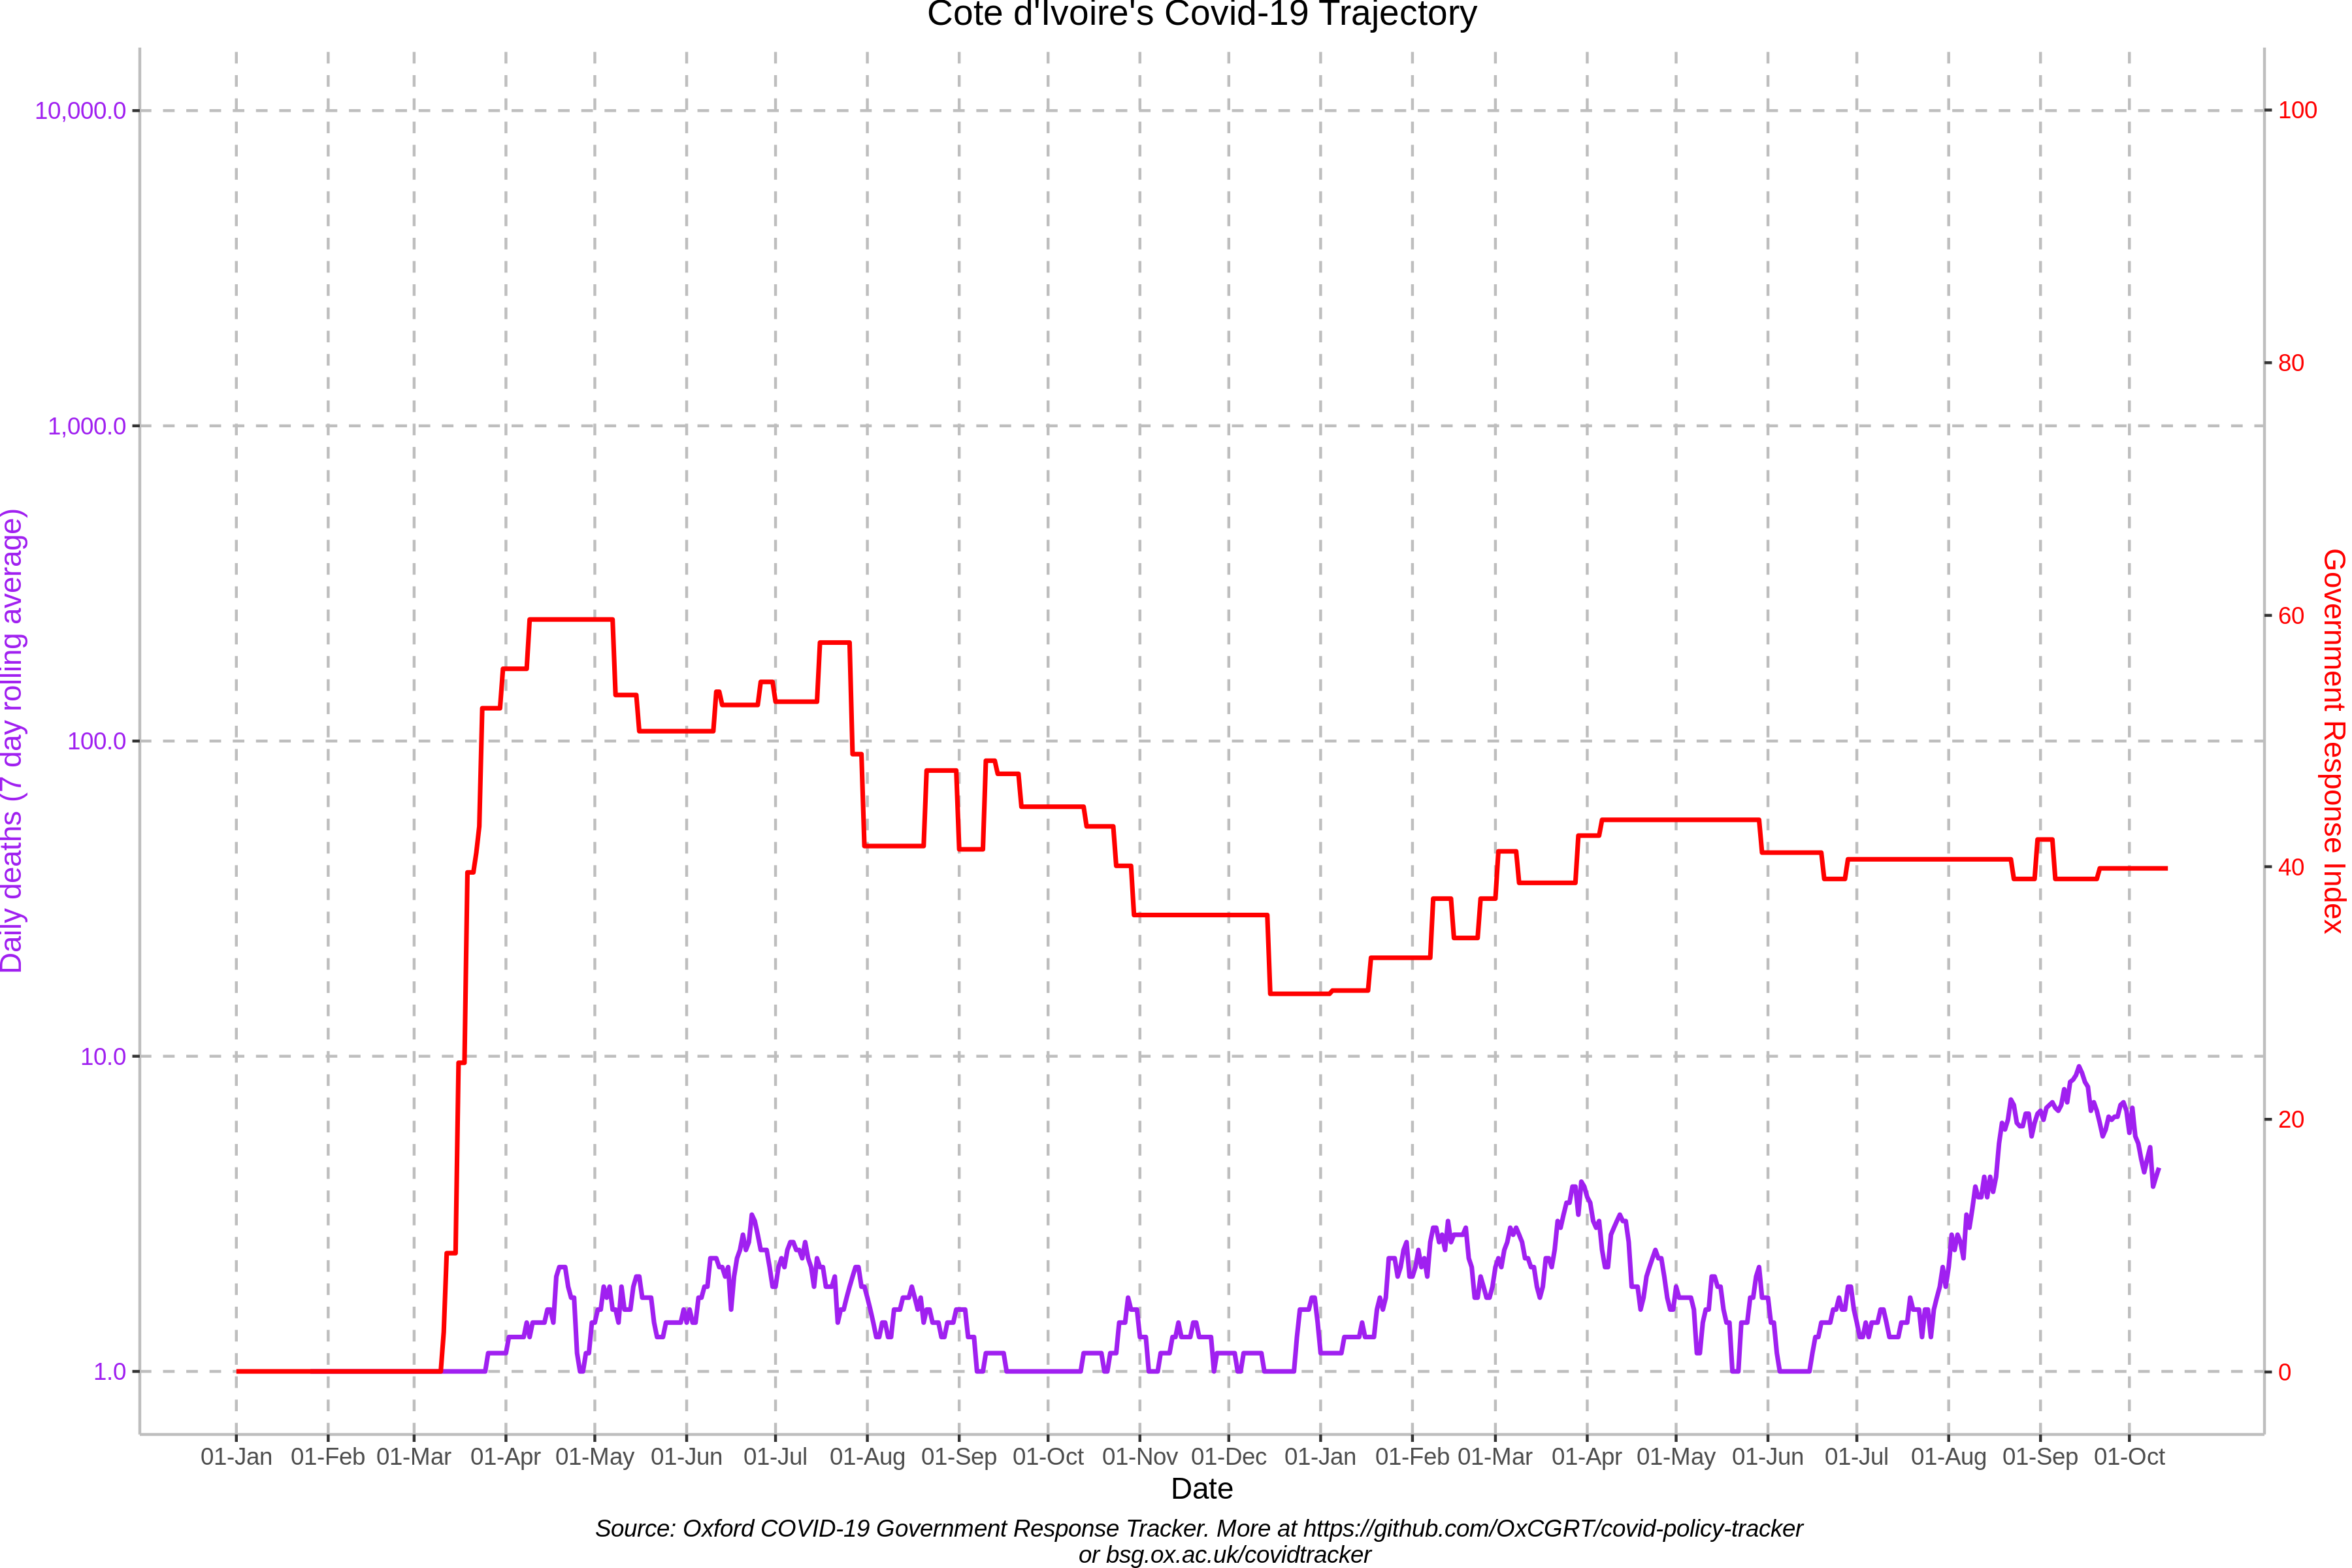 Cote d'Ivoire's Covid-19 Trajectory
10,000.0
1,000.0
100.0
10.0
1.0
Daily deaths (7 day rolling average)
100
80
60
40
20
0
Government Response Index
01-Jan 01-Feb 01-Mar 01-Apr 01-May 01-Jun 01-Jul 01-Aug 01-Sep 01-Oct 01-Nov 01-Dec 01-Jan 01-Feb 01-Mar 01-Apr 01-May 01-Jun 01-Jul 01-Aug 01-Sep 01-Oct
Date
Source: Oxford COVID-19 Government Response Tracker. More at https://github.com/OxCGRT/covid-policy-tracker
or bsg.ox.ac.uk/covidtracker